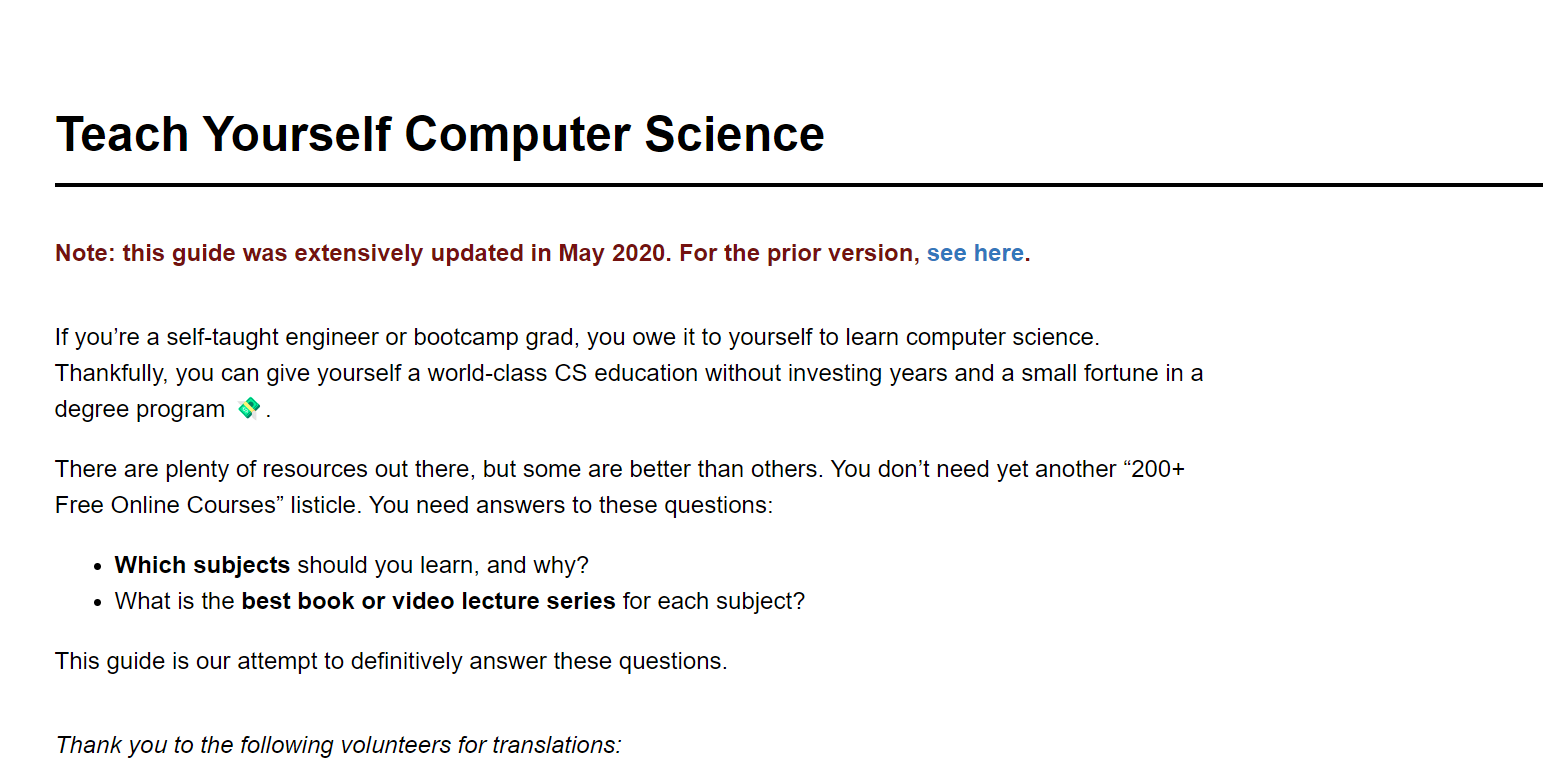 Teach Yourself Computer Science
Note: this guide was extensively updated in May 2020. For the prior version, see here.
If you’re a self-taught engineer or bootcamp grad, you owe it to yourself to learn computer science.
Thankfully, you can give yourself a world-class CS education without investing years and a small fortune in a
degree program 💸.
There are plenty of resources out there, but some are better than others. You don’t need yet another “200+
Free Online Courses” listicle. You need answers to these questions:
• Which subjects should you learn, and why?
• What is the best book or video lecture series for each subject?
This guide is our attempt to definitively answer these questions.
Thank you to the following volunteers for translations: